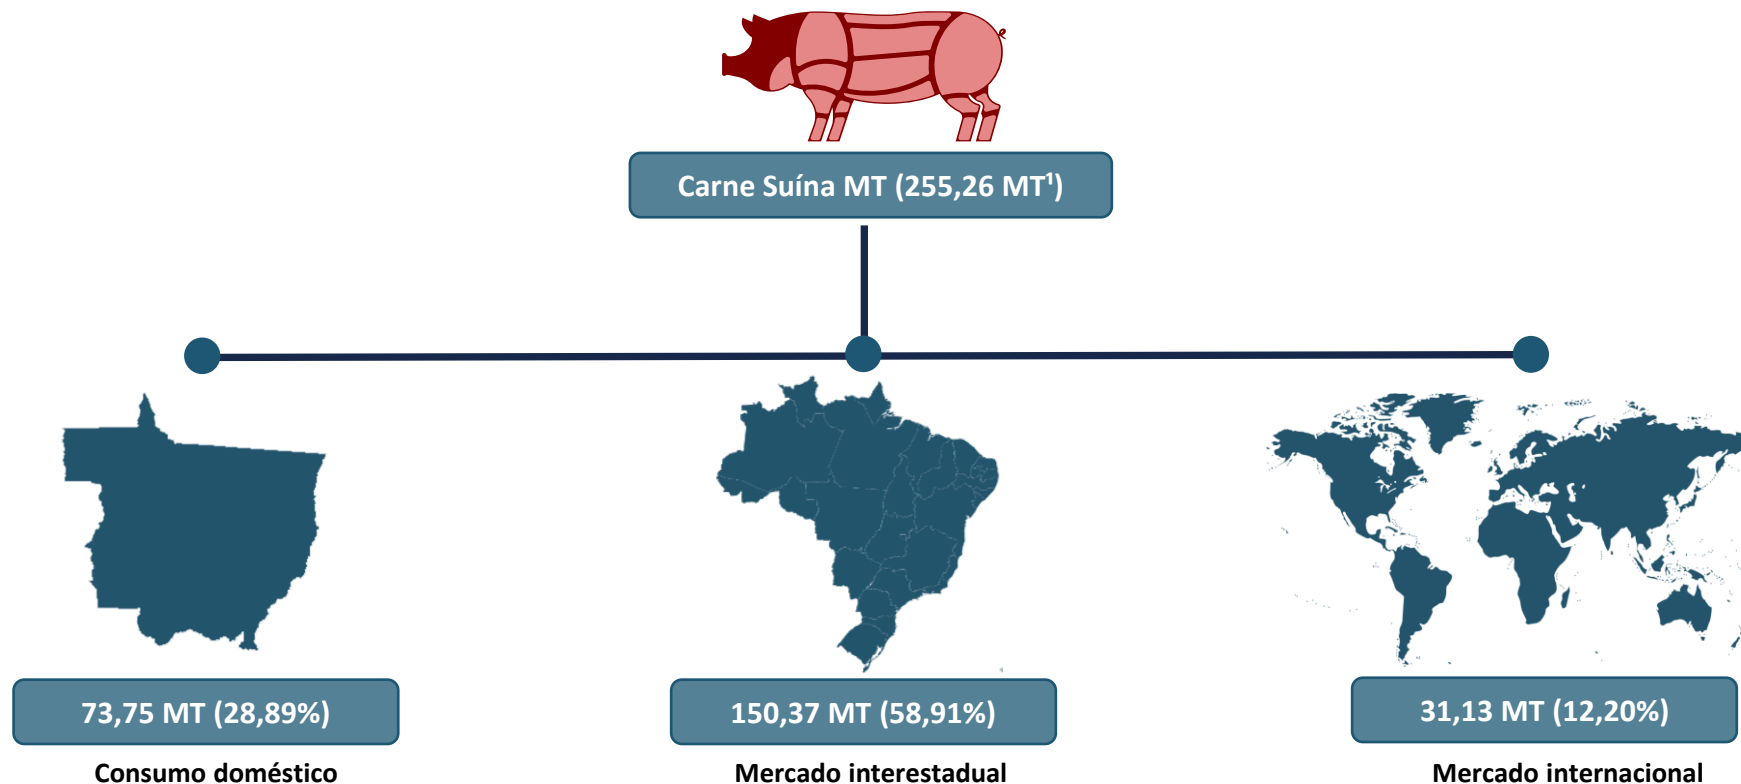 Carne Suína MT (255,26 MT¹)
73,75 MT (28,89%)
150,37 MT (58,91%)
31,13 MT (12,20%)
Consumo doméstico
Mercado interestadual
Mercado internacional